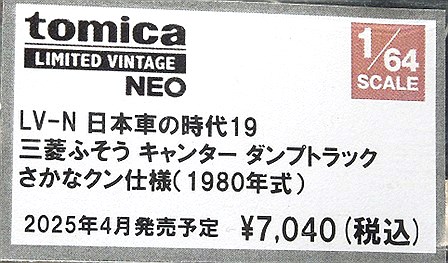 tomica
LIMITED VINTAGE
NEO
1/64
SCALE
LV-N 日本車の時代19
三菱ふそう キャンター ダンプトラック
さかなクン仕様(1980年式)
2025年4月発売予定 ¥7,040(税込)